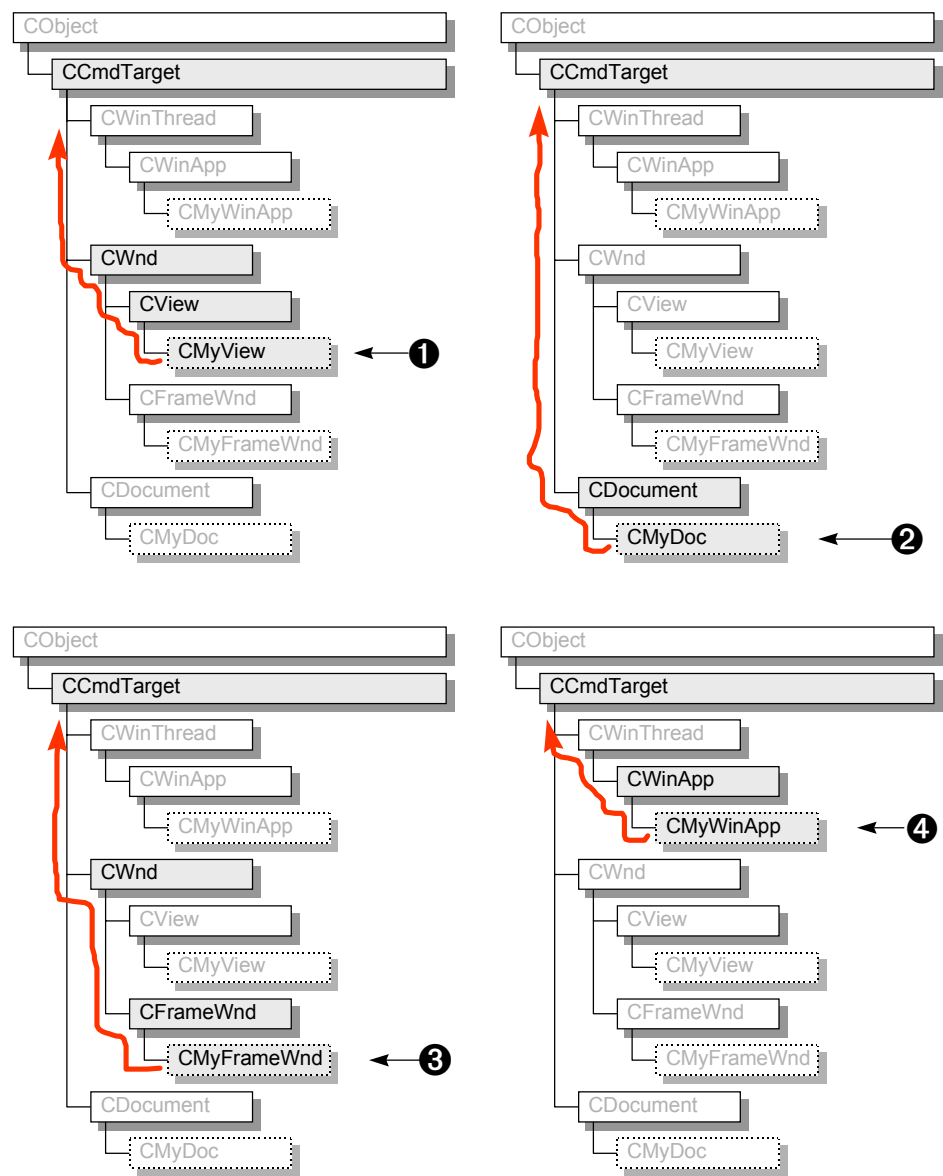 CObject
CCmdTarget
CWinThread
CWinApp
CMyWinApp
CWnd
CView
CMyView
1
CFrameWnd
CMyFrameWnd
CDocument
CMyDoc
CObject
CCmdTarget
CWinThread
CWinApp
CMyWinApp
CWnd
CView
CMyView
CFrameWnd
CMyFrameWnd
CDocument
CMyDoc
2
CObject
CCmdTarget
CWinThread
CWinApp
CMyWinApp
CWnd
CView
CMyView
CFrameWnd
CMyFrameWnd
3
CDocument
CMyDoc
CObject
CCmdTarget
CWinThread
CWinApp
CMyWinApp
4
CWnd
CView
CMyView
CFrameWnd
CMyFrameWnd
CDocument
CMyDoc